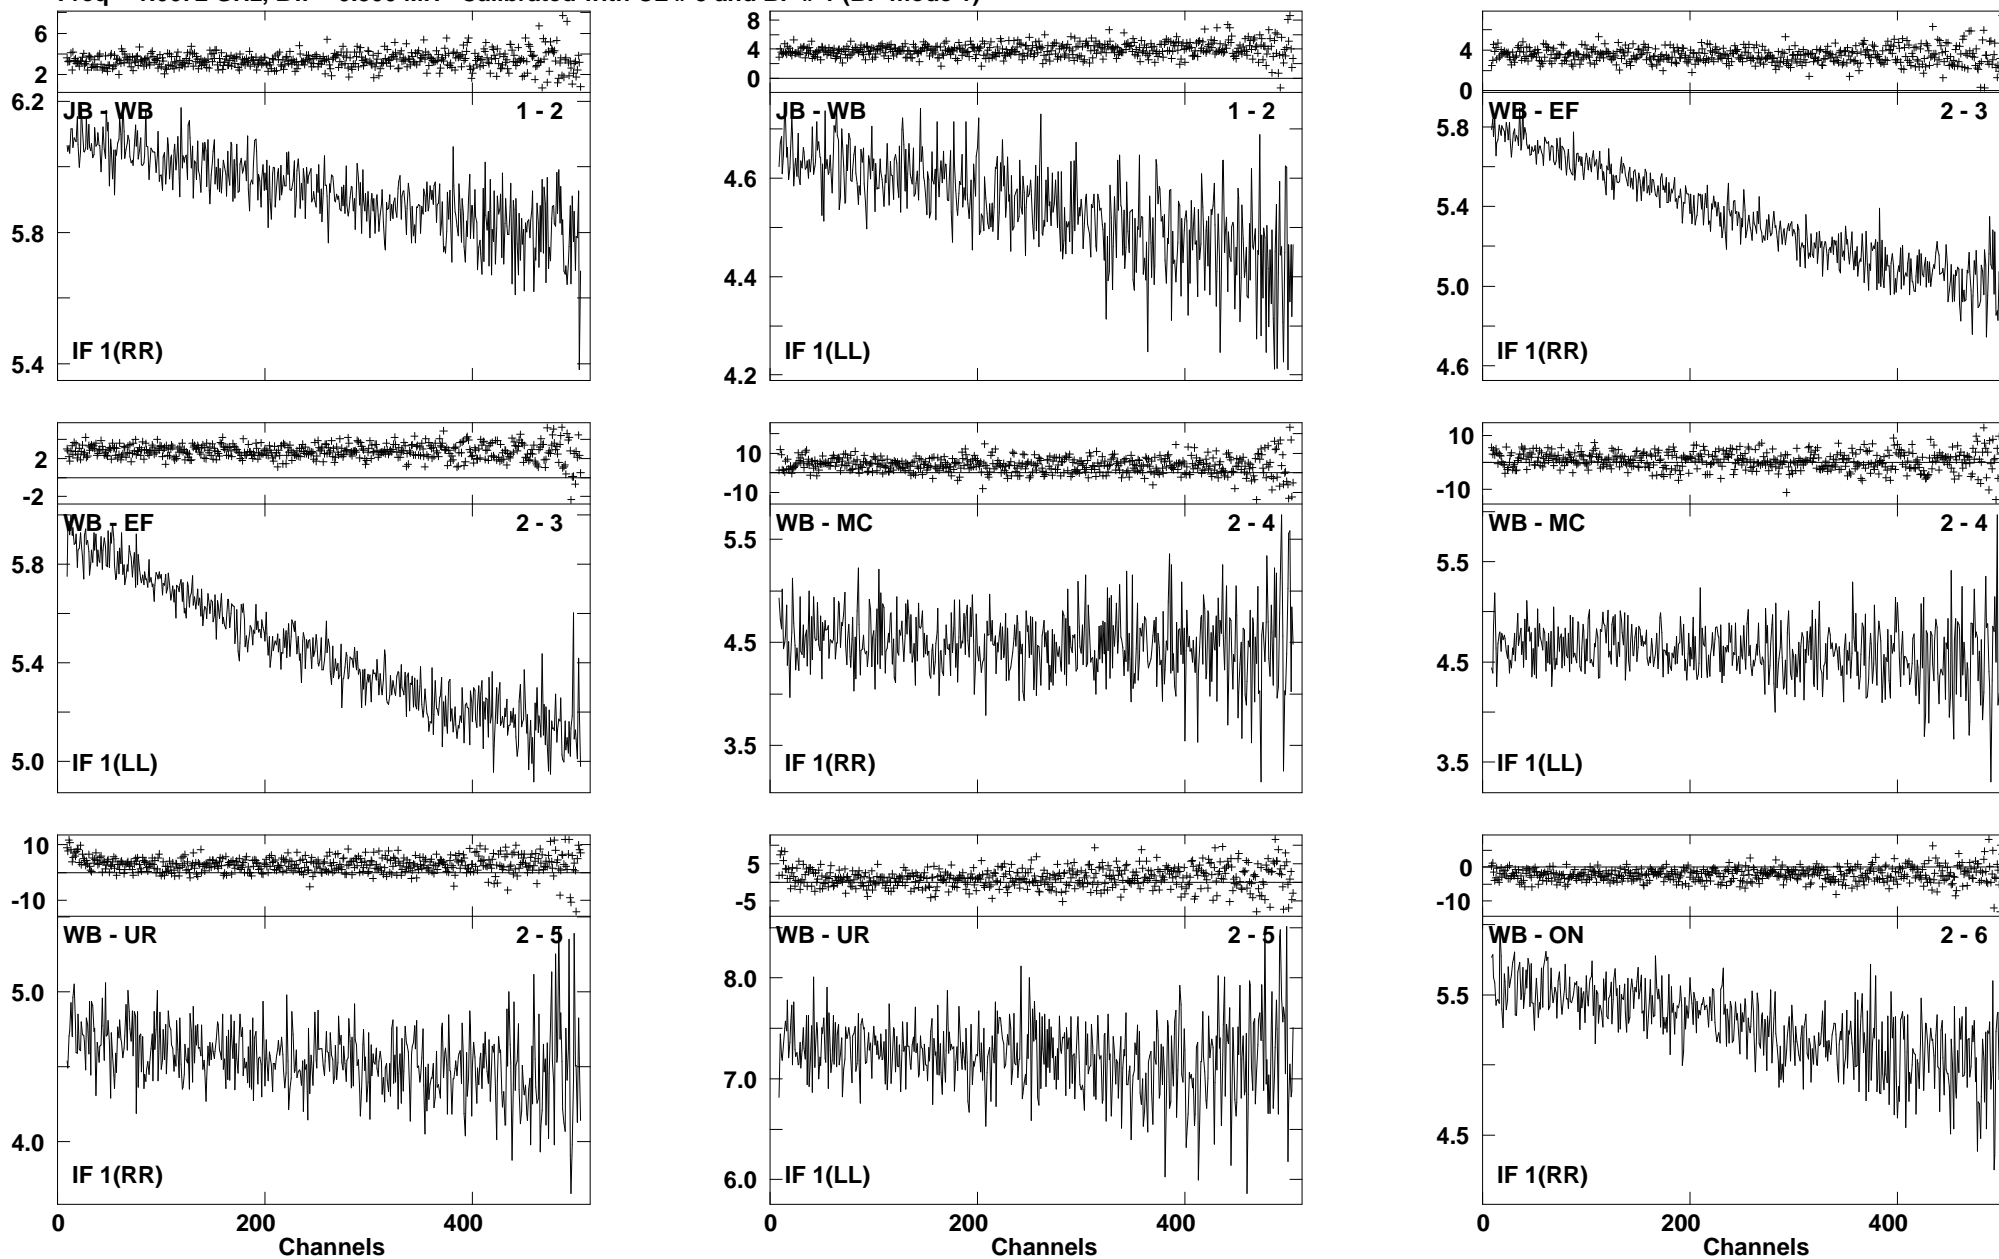 6
2
6.2
5.8
5.4
JB - WB
1 - 2
IF 1(RR)
8
4
0
4.6
4.4
4.2
JB - WB
1 - 2
IF 1(LL)
4
0
5.8
5.4
5.0
4.6
WB - EF
2 - 3
IF 1(RR)
2
-2
5.8
5.4
5.0
WB - EF
2 - 3
IF 1(LL)
10
-10
5.5
4.5
3.5
WB - MC
2 - 4
IF 1(RR)
10
-10
5.5
4.5
3.5
WB - MC
2 - 4
IF 1(LL)
10
-10
5.0
4.0
WB - UR
2 - 5
IF 1(RR)
0 200 400
Channels
5
-5
8.0
7.0
6.0
WB - UR
2 - 5
IF 1(LL)
0 200 400
Channels
0
-10
5.5
4.5
WB - ON
2 - 6
IF 1(RR)
0 200 400
Channels